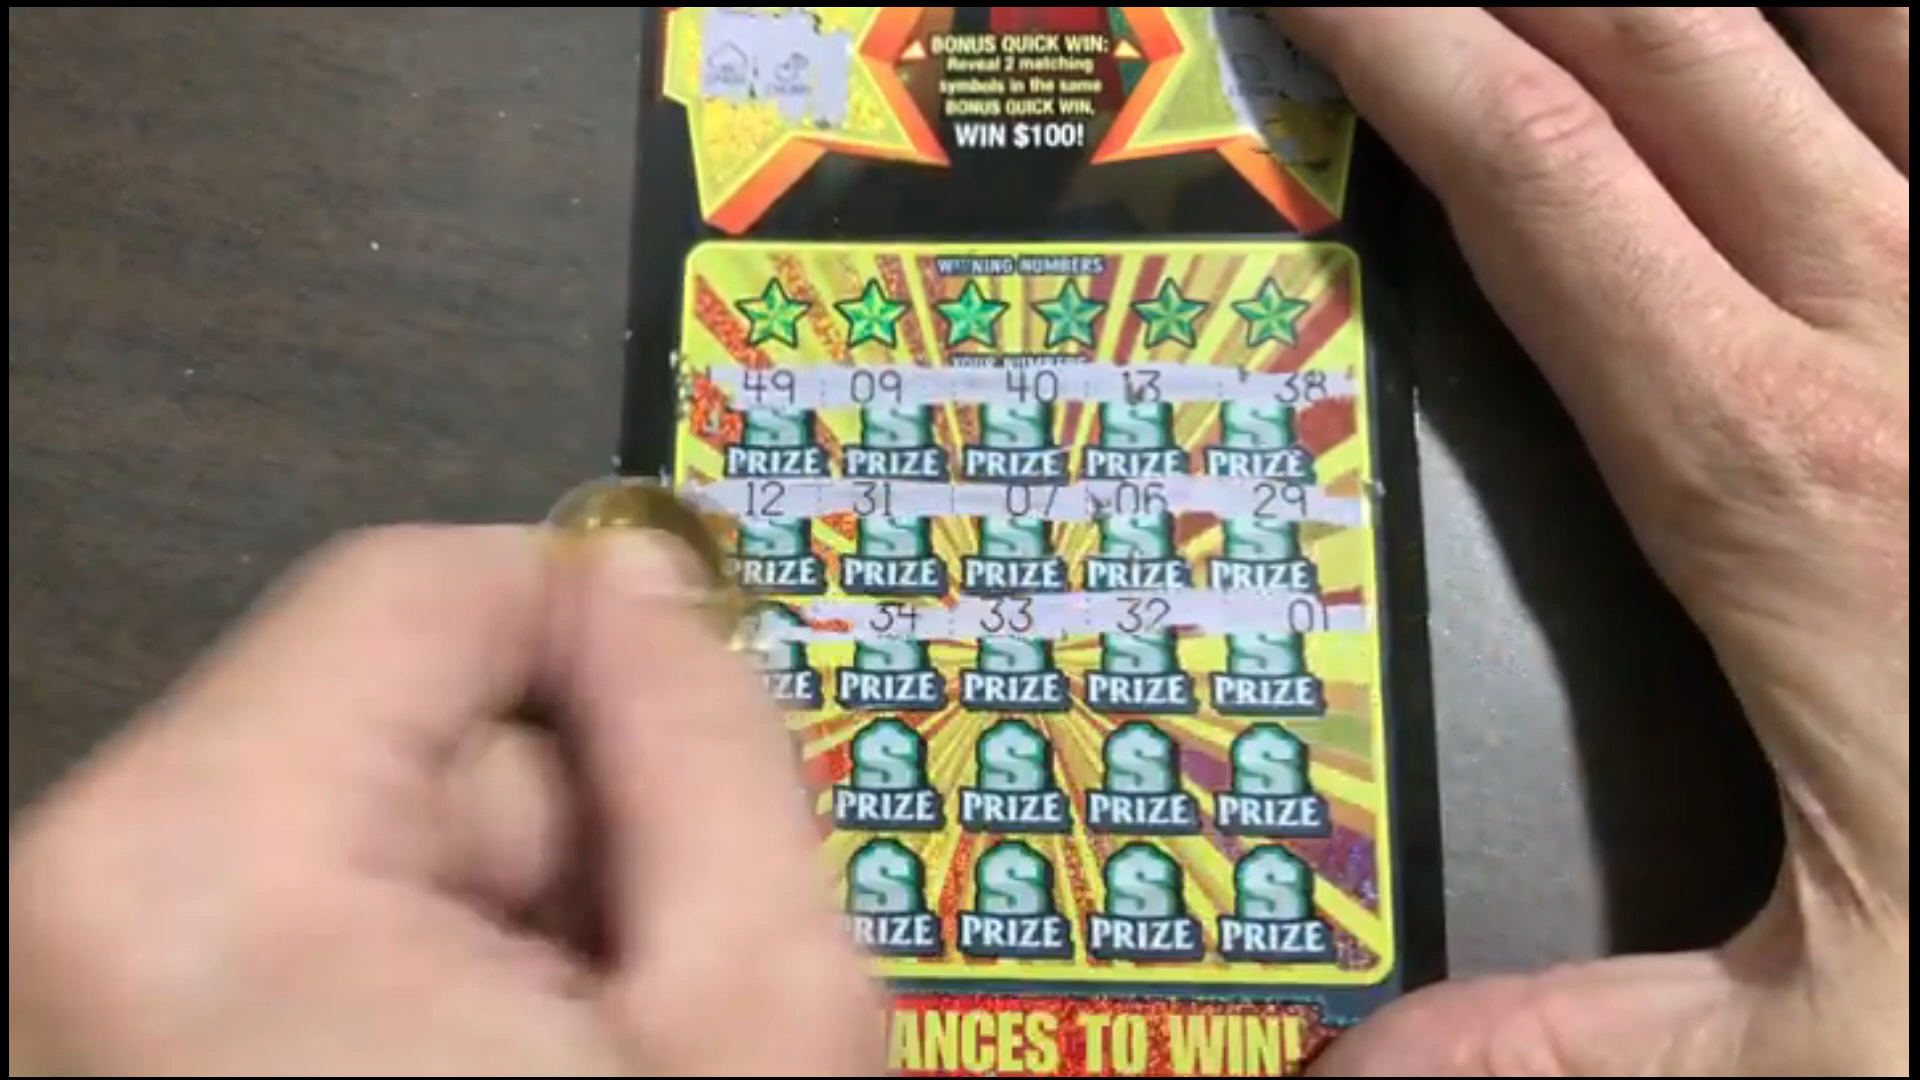 BONUS QUICK WIN:
Reveal 2 matching
symbols in the same
BONUS QUICK WIN,
WIN $100!
WINNING NUMBERS
YOUR NUMBERS
49 09 40 13 38
PRIZE PRIZE PRIZE PRIZE PRIZE
12 31 07 06 29
PRIZE PRIZE PRIZE PRIZE PRIZE
34 33 32 01
PRIZE PRIZE PRIZE PRIZE
PRIZE PRIZE PRIZE PRIZE
PRIZE PRIZE PRIZE PRIZE
ANCES TO WIN!